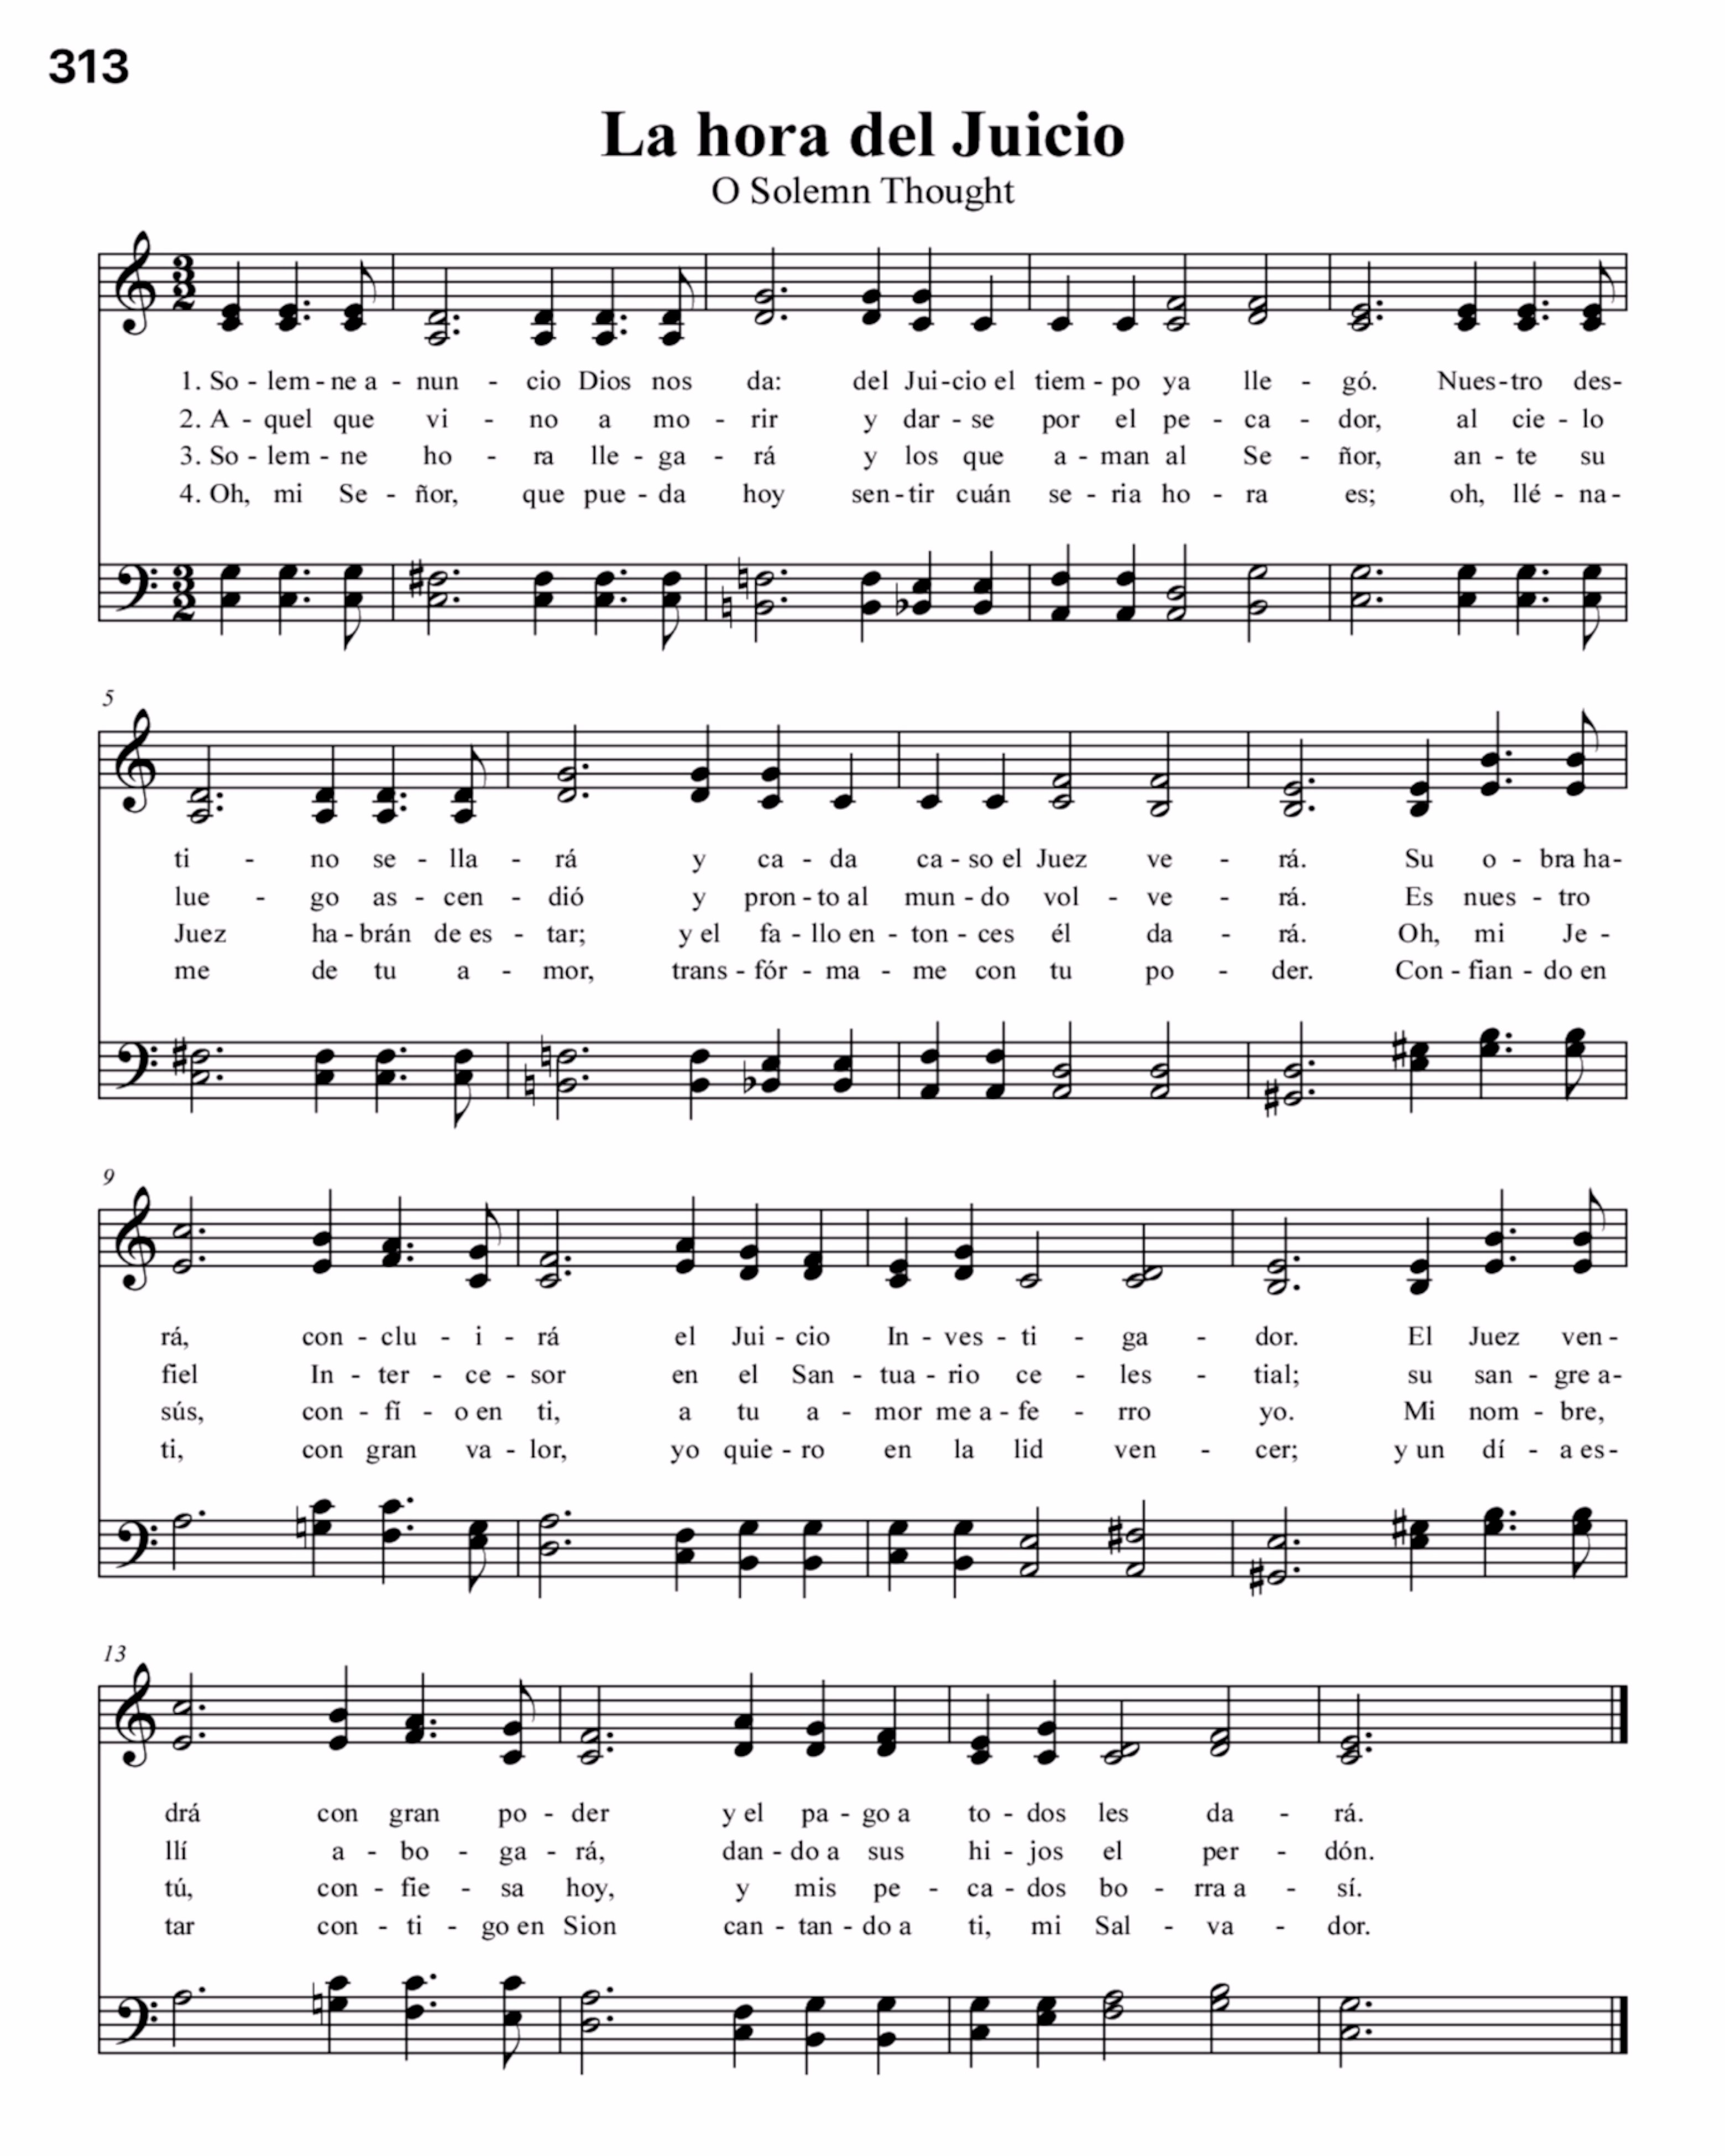 313
La hora del Juicio
O Solemn Thought
3 2
1. So - lem - ne a - nun - cio Dios nos da: del Jui - cio el tiem - po ya lle - gó. Nues - tro des-
2. A - quel que vi - no a mo - rir y dar - se por el pe - ca - dor, al cie - lo
3. So - lem - ne ho - ra lle - ga - rá y los que a - man al Se - ñor, an - te su
4. Oh, mi Se - ñor, que pue - da hoy sen - tir cuán se - ria ho - ra es; oh, llé - na-
3 2
5
ti - no se - lla - rá y ca - da ca - so el Juez ve - rá. Su o - bra ha-
lue - go as - cen - dió y pron - to al mun - do vol - ve - rá. Es nues - tro
Juez ha - brán de es - tar; y el fa - llo en - ton - ces él da - rá. Oh, mi Je -
me de tu a - mor, trans - fór - ma - me con tu po - der. Con - fian - do en
9
rá, con - clu - i - rá el Jui - cio In - ves - ti - ga - dor. El Juez ven-
fiel In - ter - ce - sor en el San - tua - rio ce - les - tial; su san - gre a-
sús, con - fí - o en ti, a tu a - mor me a - fe - rro yo. Mi nom - bre,
ti, con gran va - lor, yo quie - ro en la lid ven - cer; y un dí - a es-
13
drá con gran po - der y el pa - go a to - dos les da - rá.
llí a - bo - ga - rá, dan - do a sus hi - jos el per - dón.
tú, con - fie - sa hoy, y mis pe - ca - dos bo - rra a - sí.
tar con - ti - go en Sion can - tan - do a ti, mi Sal - va - dor.